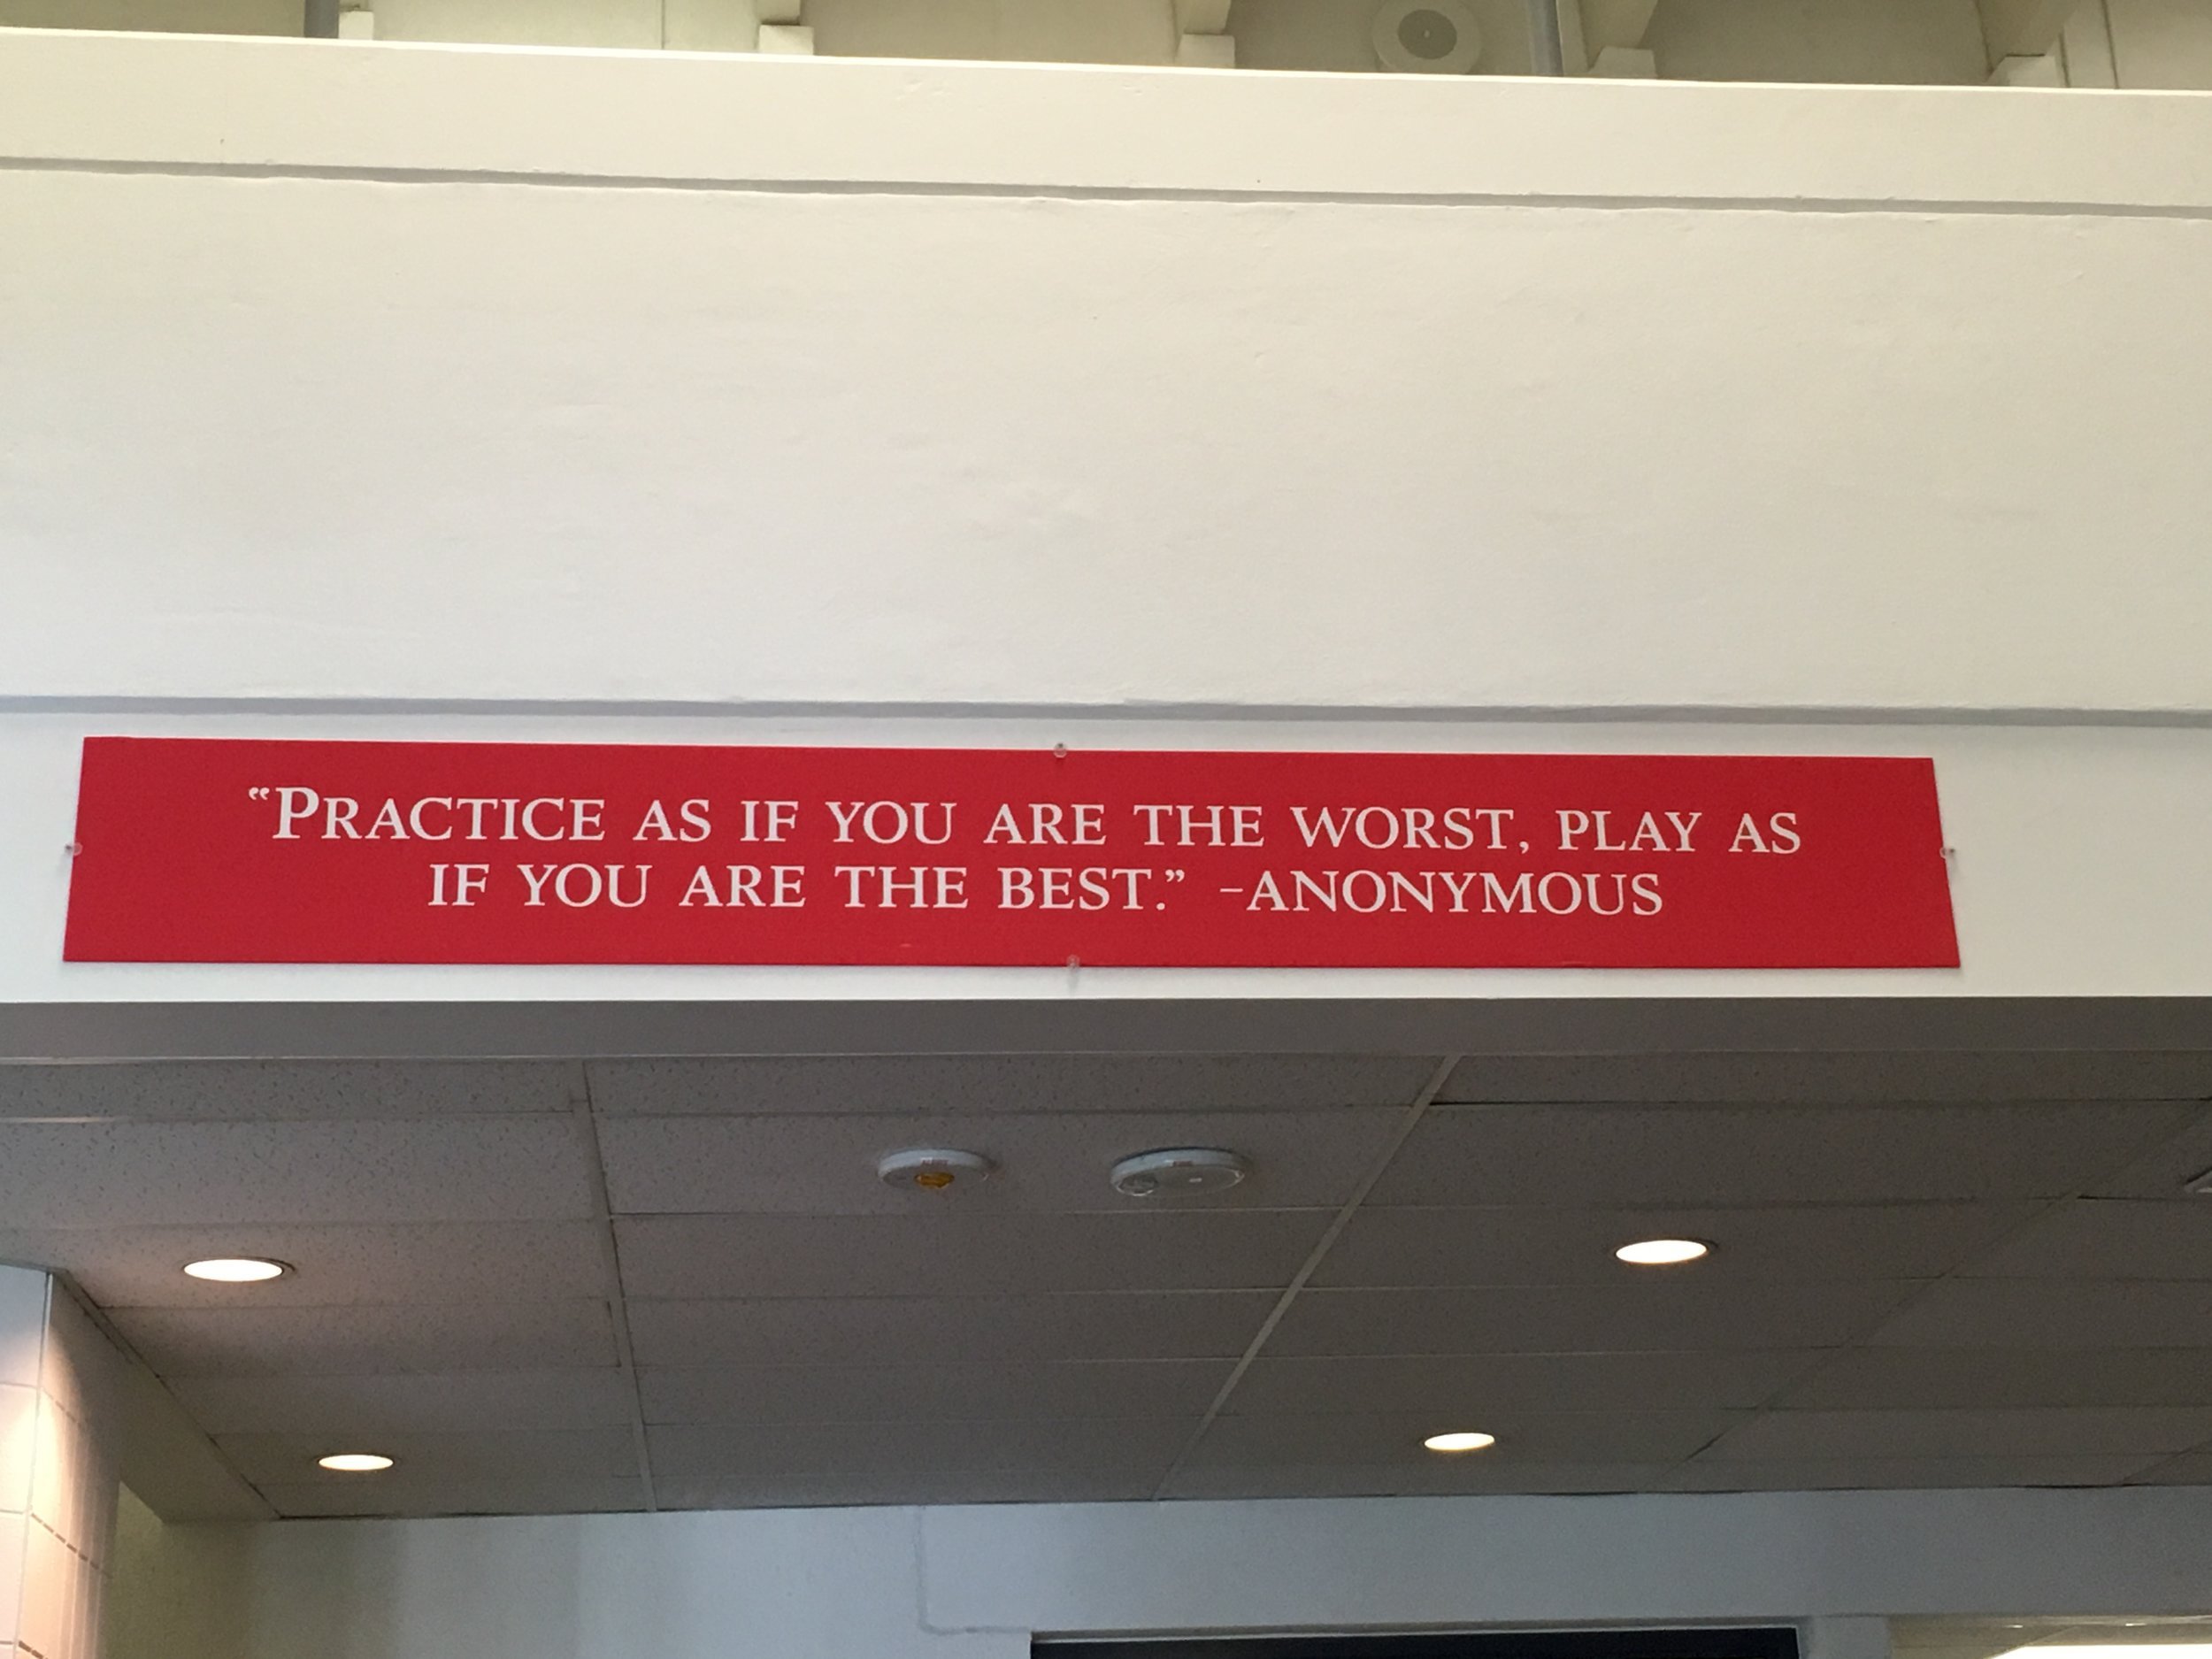 “PRACTICE AS IF YOU ARE THE WORST, PLAY AS
IF YOU ARE THE BEST.” –ANONYMOUS